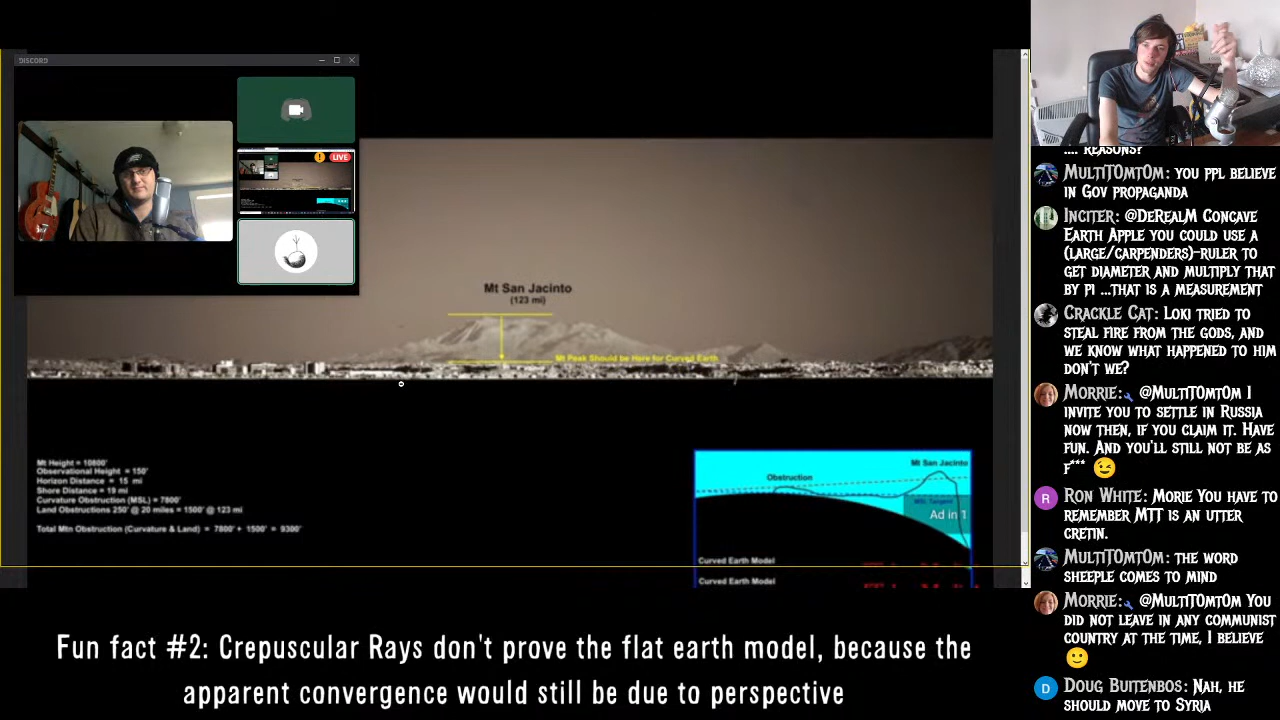 DISCORD
LIVE
Mt San Jacinto
(123 mi)
Mt Peak Should be Here for Curved Earth
Mt Height = 10800'
Observational Height = 150'
Horizon Distance = 15 mi
Shore Distance = 19 mi
Curvature Obstruction (MSL) = 7800'
Land Obstructions 250' @ 20 miles = 1500' @ 123 mi
Total Mtn Obstruction (Curvature & Land) = 7800' + 1500' = 9300'
Mt San Jacinto
Obstruction
Ad in 1
Curved Earth Model
Curved Earth Model
Fun fact #2: Crepuscular Rays don't prove the flat earth model, because the
apparent convergence would still be due to perspective
.... REASONS?
MULTITOMTOM: YOU PPL BELIEVE
IN GOV PROPAGANDA
INCITER: @DEREALM CONCAVE
EARTH APPLE YOU COULD USE A
(LARGE/CARPENDERS)-RULER TO
GET DIAMETER AND MULTIPLY THAT
BY PI ...THAT IS A MEASUREMENT
CRACKLE CAT: LOKI TRIED TO
STEAL FIRE FROM THE GODS, AND
WE KNOW WHAT HAPPENED TO HIM
DON'T WE?
MORRIE: @MULTITOMTOM I
INVITE YOU TO SETTLE IN RUSSIA
NOW THEN, IF YOU CLAIM IT. HAVE
FUN. AND YOU'LL STILL NOT BE AS
F*** 😉
R
RON WHITE: MORIE YOU HAVE TO
REMEMBER MTT IS AN UTTER
CRETIN.
MULTITOMTOM: THE WORD
SHEEPLE COMES TO MIND
MORRIE: @MULTITOMTOM YOU
DID NOT LEAVE IN ANY COMMUNIST
COUNTRY AT THE TIME, I BELIEVE
🙂
D
DOUG BUITENBOS: NAH, HE
SHOULD MOVE TO SYRIA